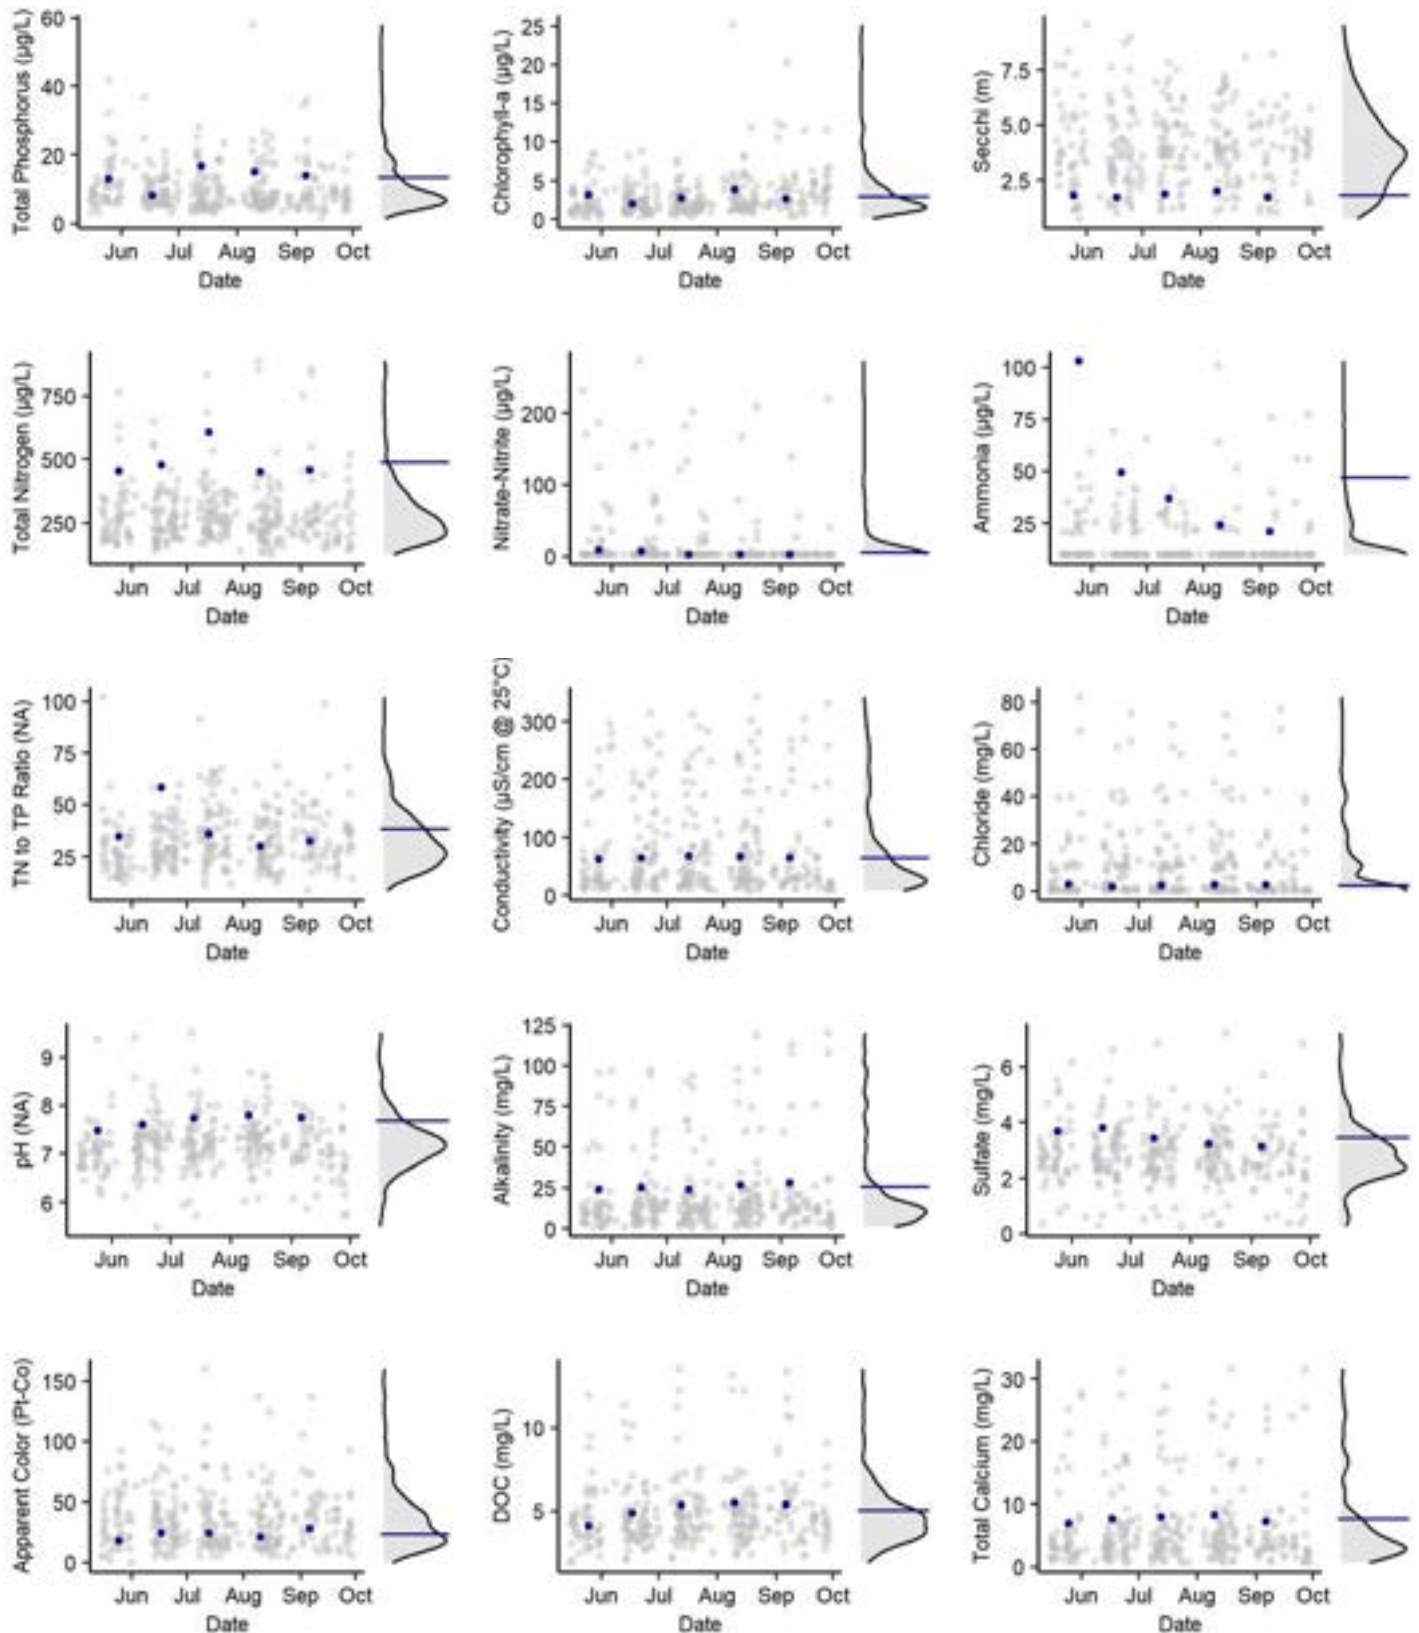 Total Phosphorus (µg/L)
60
40
20
0
Jun Jul Aug Sep Oct
Date
Chlorophyll-a (µg/L)
25
20
15
10
5
0
Jun Jul Aug Sep Oct
Date
Secchi (m)
7.5
5.0
2.5
Jun Jul Aug Sep Oct
Date
Total Nitrogen (µg/L)
750
500
250
Jun Jul Aug Sep Oct
Date
Nitrate-Nitrite (µg/L)
200
100
0
Jun Jul Aug Sep Oct
Date
Ammonia (µg/L)
100
75
50
25
Jun Jul Aug Sep Oct
Date
TN to TP Ratio (NA)
100
75
50
25
Jun Jul Aug Sep Oct
Date
Conductivity (µS/cm @ 25°C)
300
200
100
0
Jun Jul Aug Sep Oct
Date
Chloride (mg/L)
80
60
40
20
0
Jun Jul Aug Sep Oct
Date
pH (NA)
9
8
7
6
Jun Jul Aug Sep Oct
Date
Alkalinity (mg/L)
125
100
75
50
25
0
Jun Jul Aug Sep Oct
Date
Sulfate (mg/L)
6
4
2
0
Jun Jul Aug Sep Oct
Date
Apparent Color (Pt-Co)
150
100
50
0
Jun Jul Aug Sep Oct
Date
DOC (mg/L)
10
5
Jun Jul Aug Sep Oct
Date
Total Calcium (mg/L)
30
20
10
0
Jun Jul Aug Sep Oct
Date